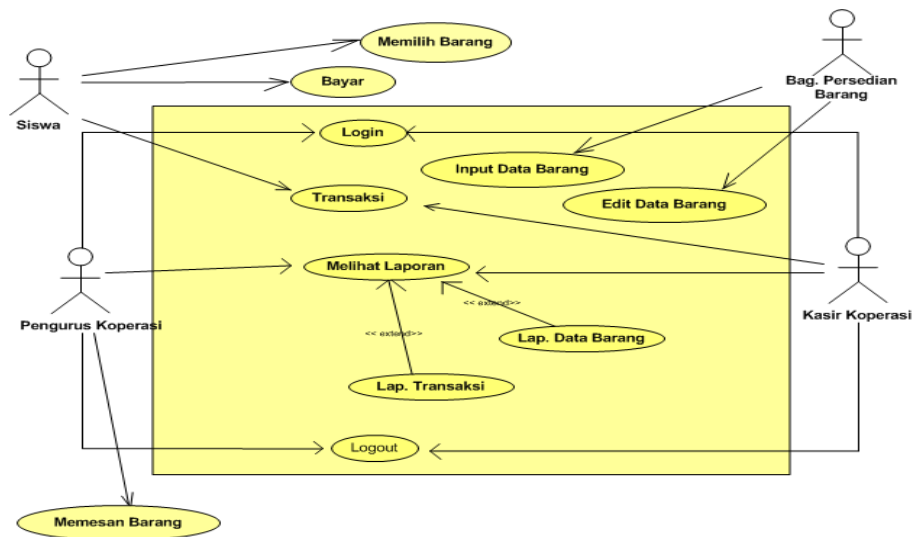 Memilih Barang
Bayar
Bag. Persedian
Barang
Siswa
Login
Input Data Barang
Transaksi
Edit Data Barang
Melihat Laporan
<< extend>>
Pengurus Koperasi
Kasir Koperasi
<< extend>>
Lap. Data Barang
Lap. Transaksi
Logout
Memesan Barang